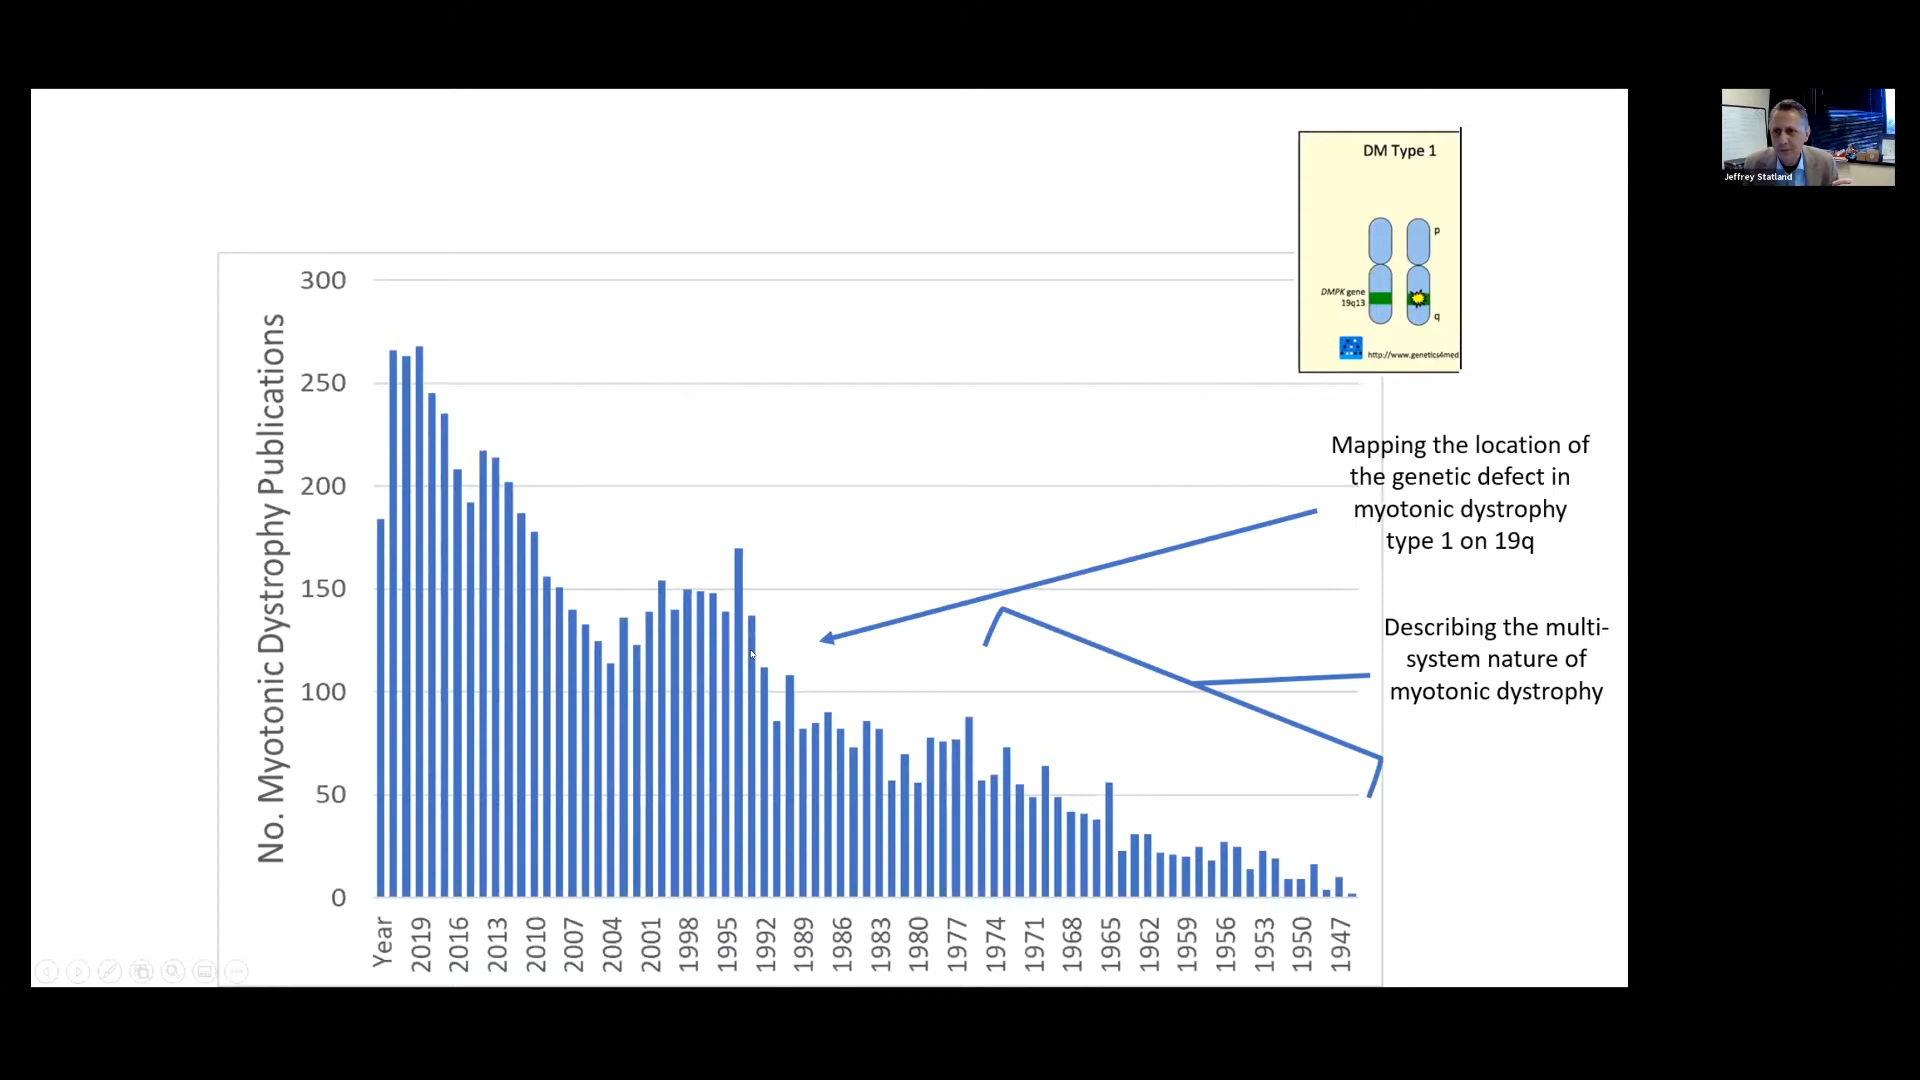 DM Type 1
p
DMPK gene
19q13
q
http://www.genetics4med
No. Myotonic Dystrophy Publications
300
250
200
150
100
50
0
Year
2019
2016
2013
2010
2007
2004
2001
1998
1995
1992
1989
1986
1983
1980
1977
1974
1971
1968
1965
1962
1959
1956
1953
1950
1947
Mapping the location of
the genetic defect in
myotonic dystrophy
type 1 on 19q
Describing the multi-
system nature of
myotonic dystrophy
Jeffrey Statland